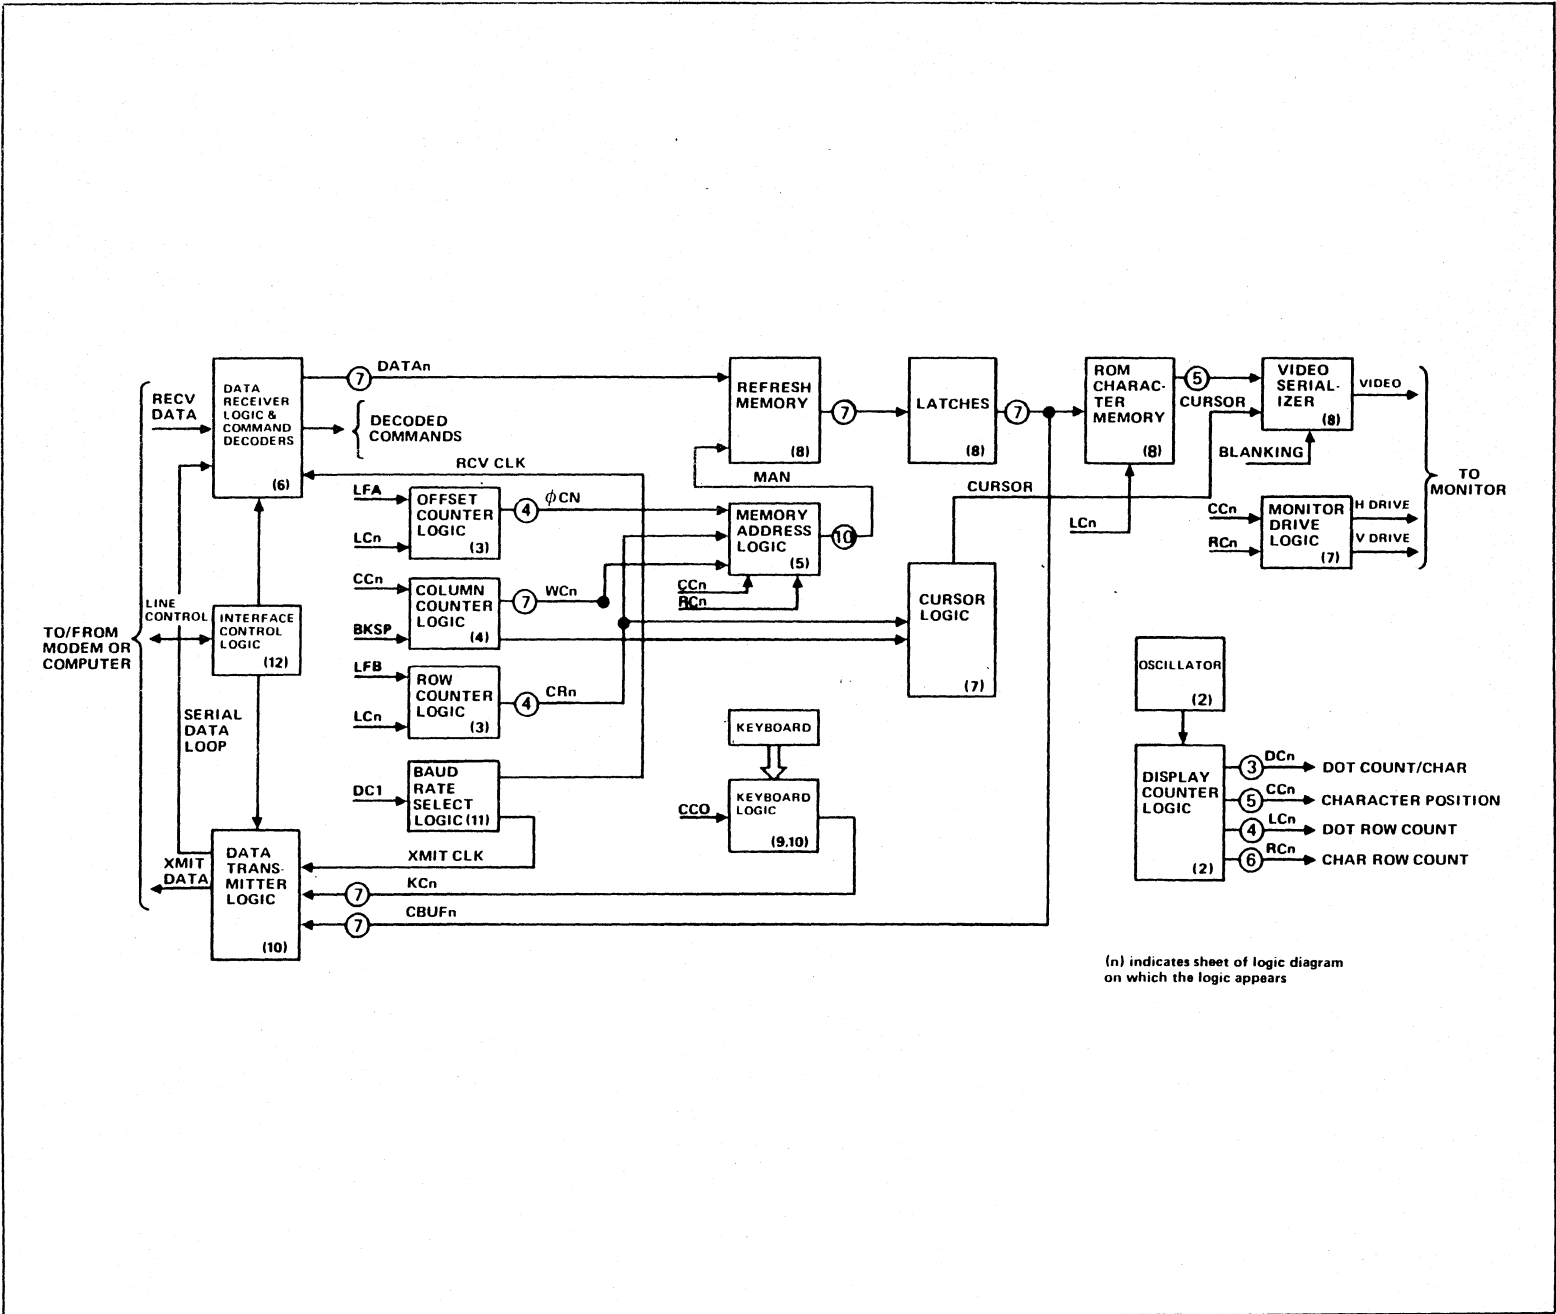 TO/FROM
MODEM OR
COMPUTER
RECV
DATA
LINE
CONTROL
SERIAL
DATA
LOOP
XMIT
DATA
DATA
RECEIVER
LOGIC &
COMMAND
DECODERS
(6)
7
DATAn
DECODED
COMMANDS
RCV CLK
INTERFACE
CONTROL
LOGIC
(12)
DATA
TRANS-
MITTER
LOGIC
(10)
LFA
LCn
OFFSET
COUNTER
LOGIC
(3)
4
ϕCN
CCn
BKSP
COLUMN
COUNTER
LOGIC
(4)
7
WCn
LFB
LCn
ROW
COUNTER
LOGIC
(3)
4
CRn
DC1
BAUD
RATE
SELECT
LOGIC (11)
XMIT CLK
7
KCn
7
CBUFn
REFRESH
MEMORY
(8)
7
MAN
MEMORY
ADDRESS
LOGIC
(5)
10
CCn
RCn
KEYBOARD
CCO
KEYBOARD
LOGIC
(9,10)
LATCHES
(8)
7
CURSOR
CURSOR
LOGIC
(7)
ROM
CHARAC-
TER
MEMORY
(8)
LCn
5
CURSOR
VIDEO
SERIAL-
IZER
(8)
BLANKING
VIDEO
CCn
RCn
MONITOR
DRIVE
LOGIC
(7)
H DRIVE
V DRIVE
TO
MONITOR
OSCILLATOR
(2)
DISPLAY
COUNTER
LOGIC
(2)
3 DCn DOT COUNT/CHAR
5 CCn CHARACTER POSITION
4 LCn DOT ROW COUNT
6 RCn CHAR ROW COUNT
(n) indicates sheet of logic diagram
on which the logic appears